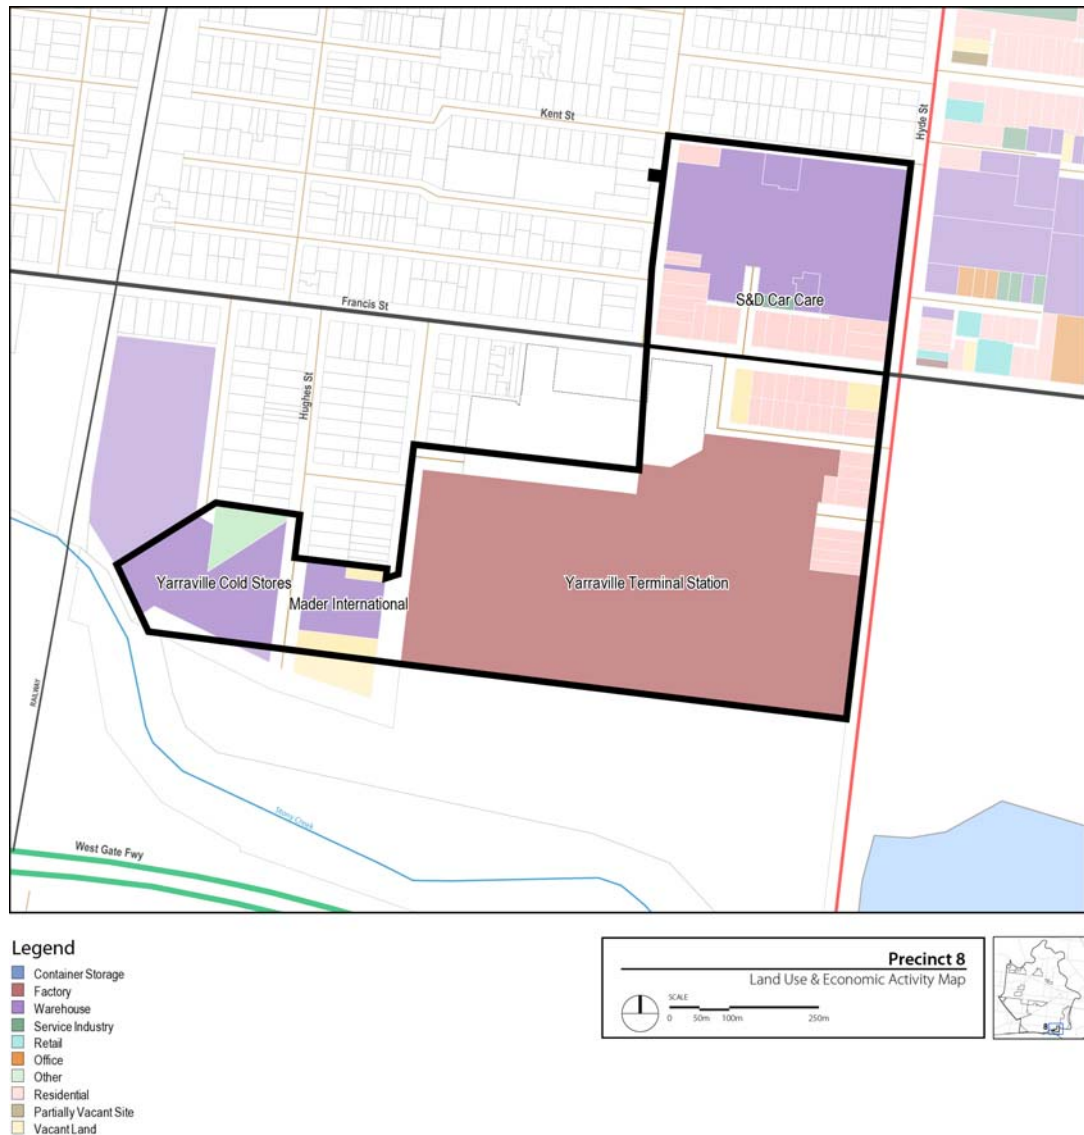 Kent St
Hyde St
S&D Car Care
Francis St
Hughes St
Yarraville Cold Stores
Mader International
Yarraville Terminal Station
RAILWAY
Stony Creek
West Gate Fwy
Legend
Container Storage
Factory
Warehouse
Service Industry
Retail
Office
Other
Residential
Partially Vacant Site
Vacant Land
Precinct 8
Land Use & Economic Activity Map
SCALE
0 50m 100m 250m
8